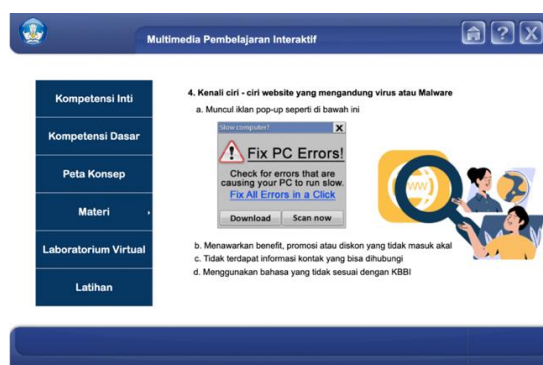 Multimedia Pembelajaran Interaktif
?
X
Kompetensi Inti
Kompetensi Dasar
Peta Konsep
Materi
Laboratorium Virtual
Latihan
4. Kenali ciri - ciri website yang mengandung virus atau Malware
a. Muncul iklan pop-up seperti di bawah ini
Slow computer?
X
Fix PC Errors!
Check for errors that are
causing your PC to run slow.
Fix All Errors in a Click
Download
Scan now
b. Menawarkan benefit, promosi atau diskon yang tidak masuk akal
c. Tidak terdapat informasi kontak yang bisa dihubungi
d. Menggunakan bahasa yang tidak sesuai dengan KBBI